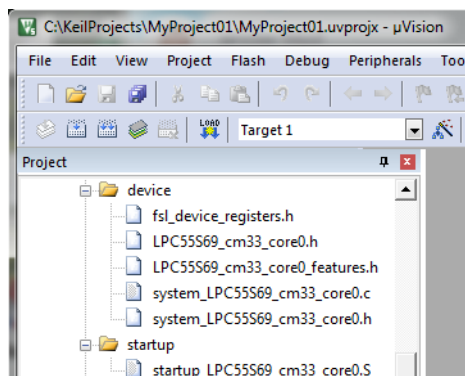 C:\KeilProjects\MyProject01\MyProject01.uvprojx - µVision
File Edit View Project Flash Debug Peripherals Too
LOAD Target 1
Project
device
fsl_device_registers.h
LPC55S69_cm33_core0.h
LPC55S69_cm33_core0_features.h
system_LPC55S69_cm33_core0.c
system_LPC55S69_cm33_core0.h
startup
startup_LPC55S69_cm33_core0.S